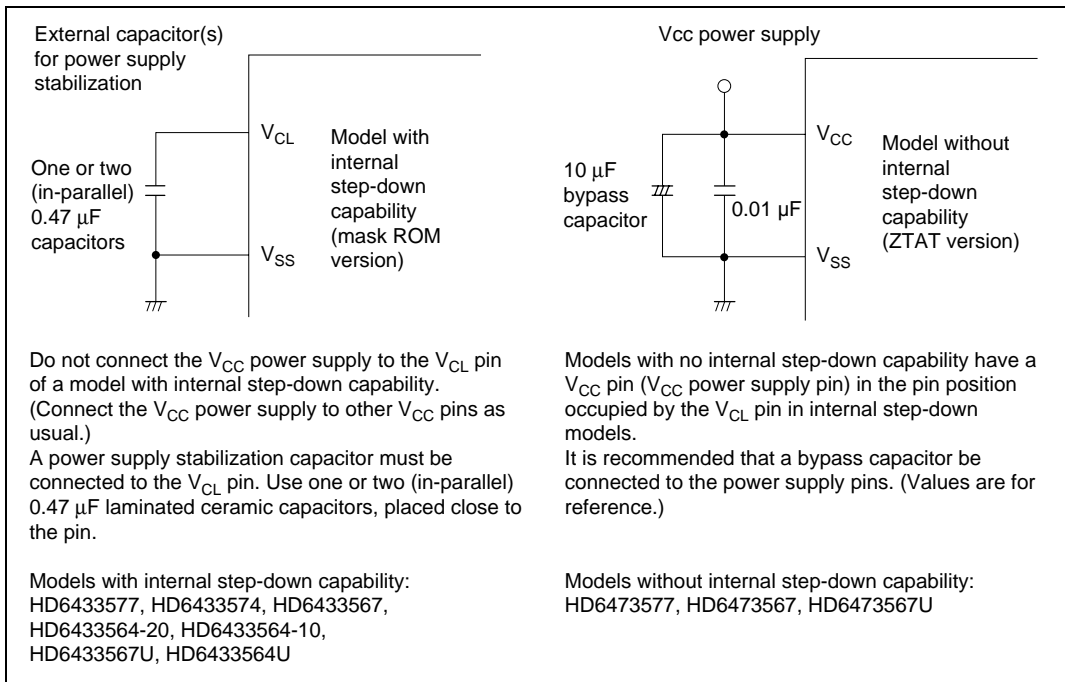 External capacitor(s)
for power supply
stabilization
One or two
(in-parallel)
0.47 μF
capacitors
VCL
VSS
Model with
internal
step-down
capability
(mask ROM
version)
Vcc power supply
10 μF
bypass
capacitor
0.01 μF
VCC
VSS
Model without
internal
step-down
capability
(ZTAT version)
Do not connect the VCC power supply to the VCL pin
of a model with internal step-down capability.
(Connect the VCC power supply to other VCC pins as
usual.)
A power supply stabilization capacitor must be
connected to the VCL pin. Use one or two (in-parallel)
0.47 μF laminated ceramic capacitors, placed close to
the pin.
Models with internal step-down capability:
HD6433577, HD6433574, HD6433567,
HD6433564-20, HD6433564-10,
HD6433567U, HD6433564U
Models with no internal step-down capability have a
VCC pin (VCC power supply pin) in the pin position
occupied by the VCL pin in internal step-down
models.
It is recommended that a bypass capacitor be
connected to the power supply pins. (Values are for
reference.)
Models without internal step-down capability:
HD6473577, HD6473567, HD6473567U